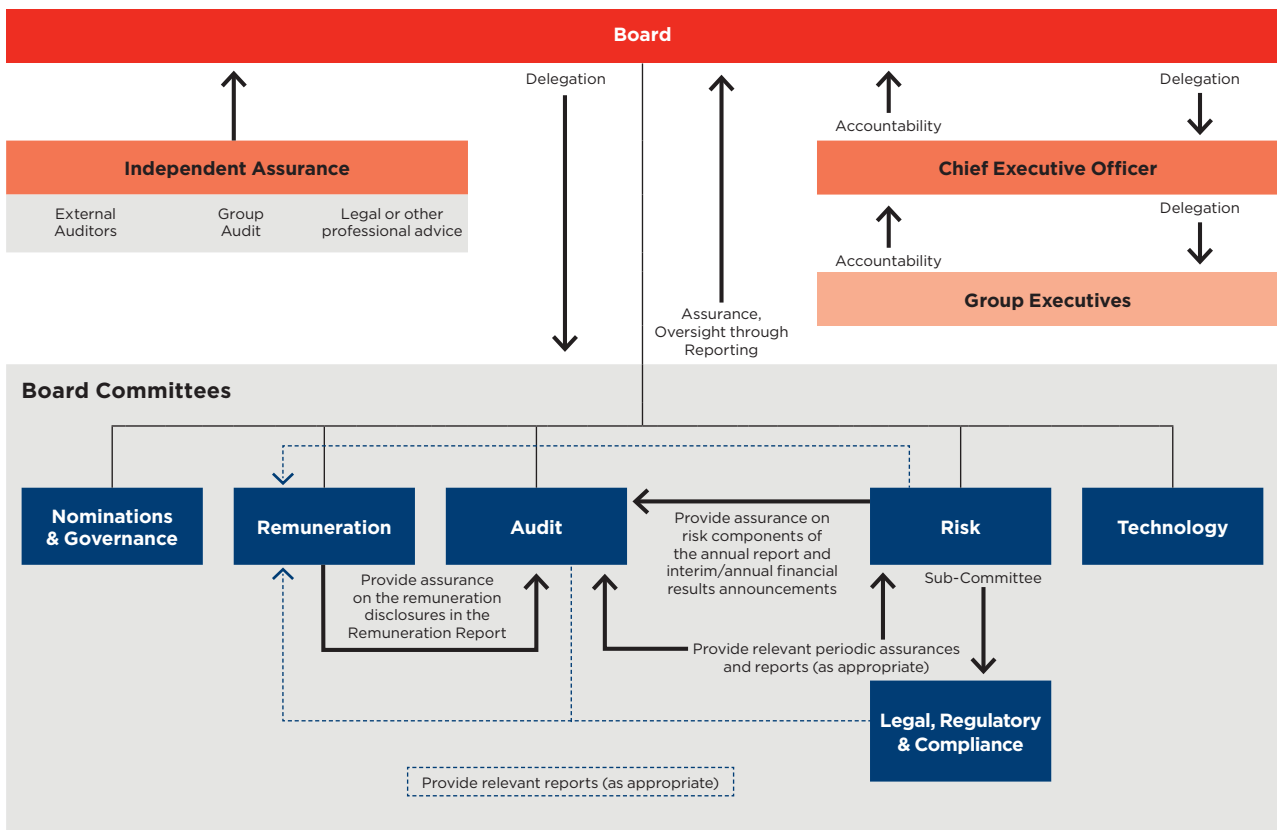 Board
Delegation
Delegation
Accountability
Independent Assurance
Chief Executive Officer
External
Auditors
Group
Audit
Legal or other
professional advice
Delegation
Accountability
Group Executives
Assurance,
Oversight through
Reporting
Board Committees
Nominations
& Governance
Remuneration
Audit
Risk
Technology
Provide assurance on
risk components of
the annual report and
interim/annual financial
results announcements
Sub-Committee
Provide assurance
on the remuneration
disclosures in the
Remuneration Report
Provide relevant periodic assurances
and reports (as appropriate)
Legal, Regulatory
& Compliance
Provide relevant reports (as appropriate)